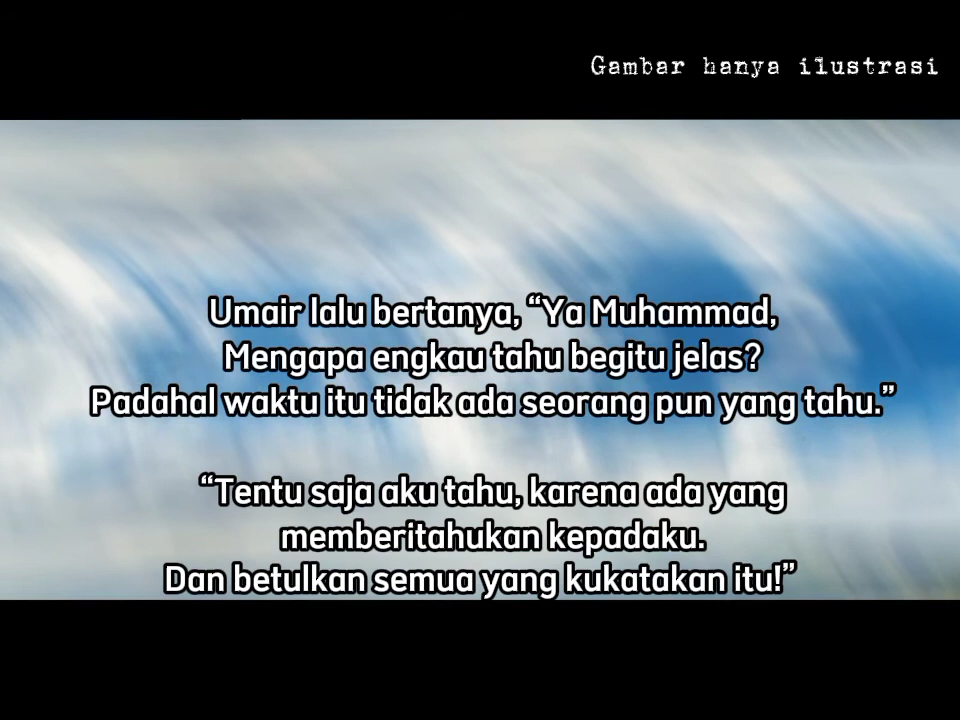 Gambar hanya ilustrasi
Umair lalu bertanya, “Ya Muhammad,
Mengapa engkau tahu begitu jelas?
Padahal waktu itu tidak ada seorang pun yang tahu.”
“Tentu saja aku tahu, karena ada yang
memberitahukan kepadaku.
Dan betulkan semua yang kukatakan itu!”